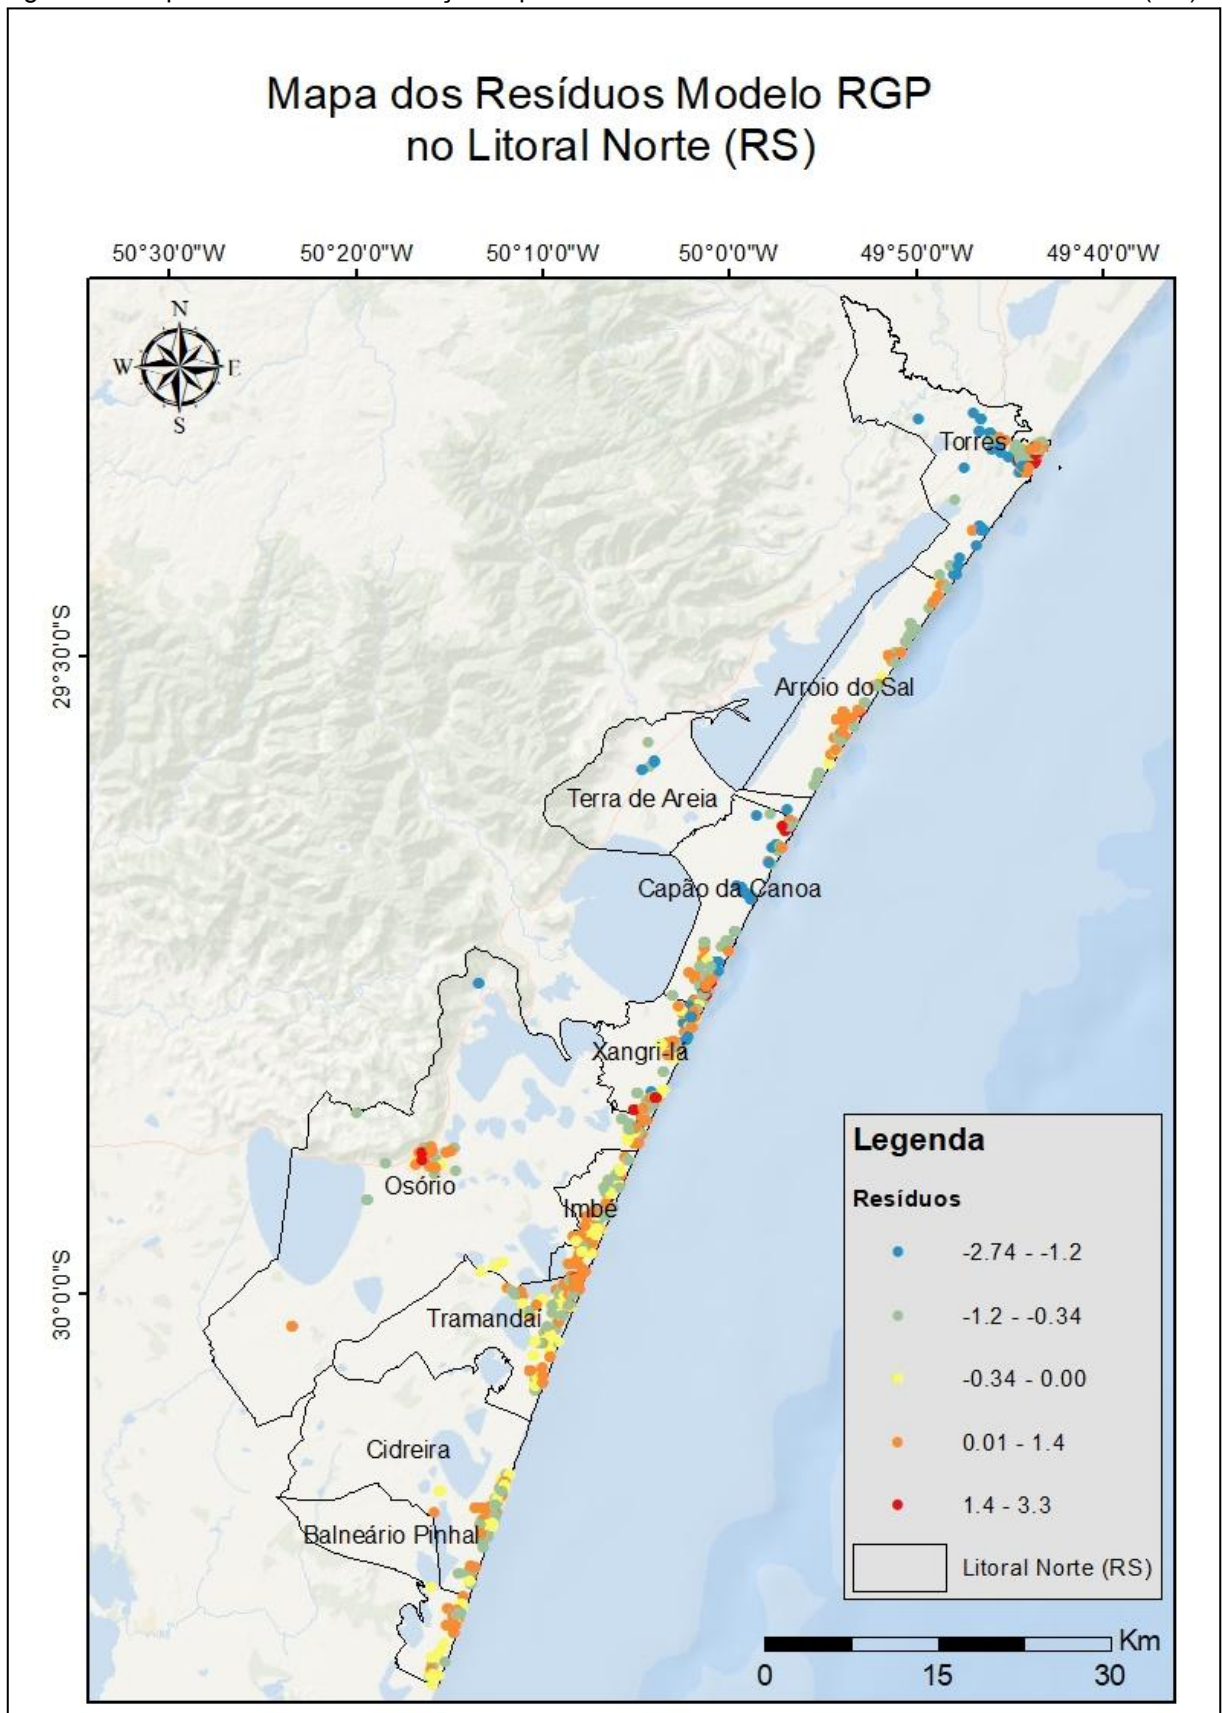 Mapa dos Resíduos Modelo RGP
no Litoral Norte (RS)
50°30'0"W 50°20'0"W 50°10'0"W 50°0'0"W 49°50'0"W 49°40'0"W
N
W E
S
Torres
29°30'0"S
Arroio do Sal
Terra de Areia
Capão da Canoa
Xangri-lá
Osório
Imbé
30°0'0"S
Tramandaí
Cidreira
Balneário Pinhal
Legenda
Resíduos
-2.74 - -1.2
-1.2 - -0.34
-0.34 - 0.00
0.01 - 1.4
1.4 - 3.3
Litoral Norte (RS)
Km
0 15 30